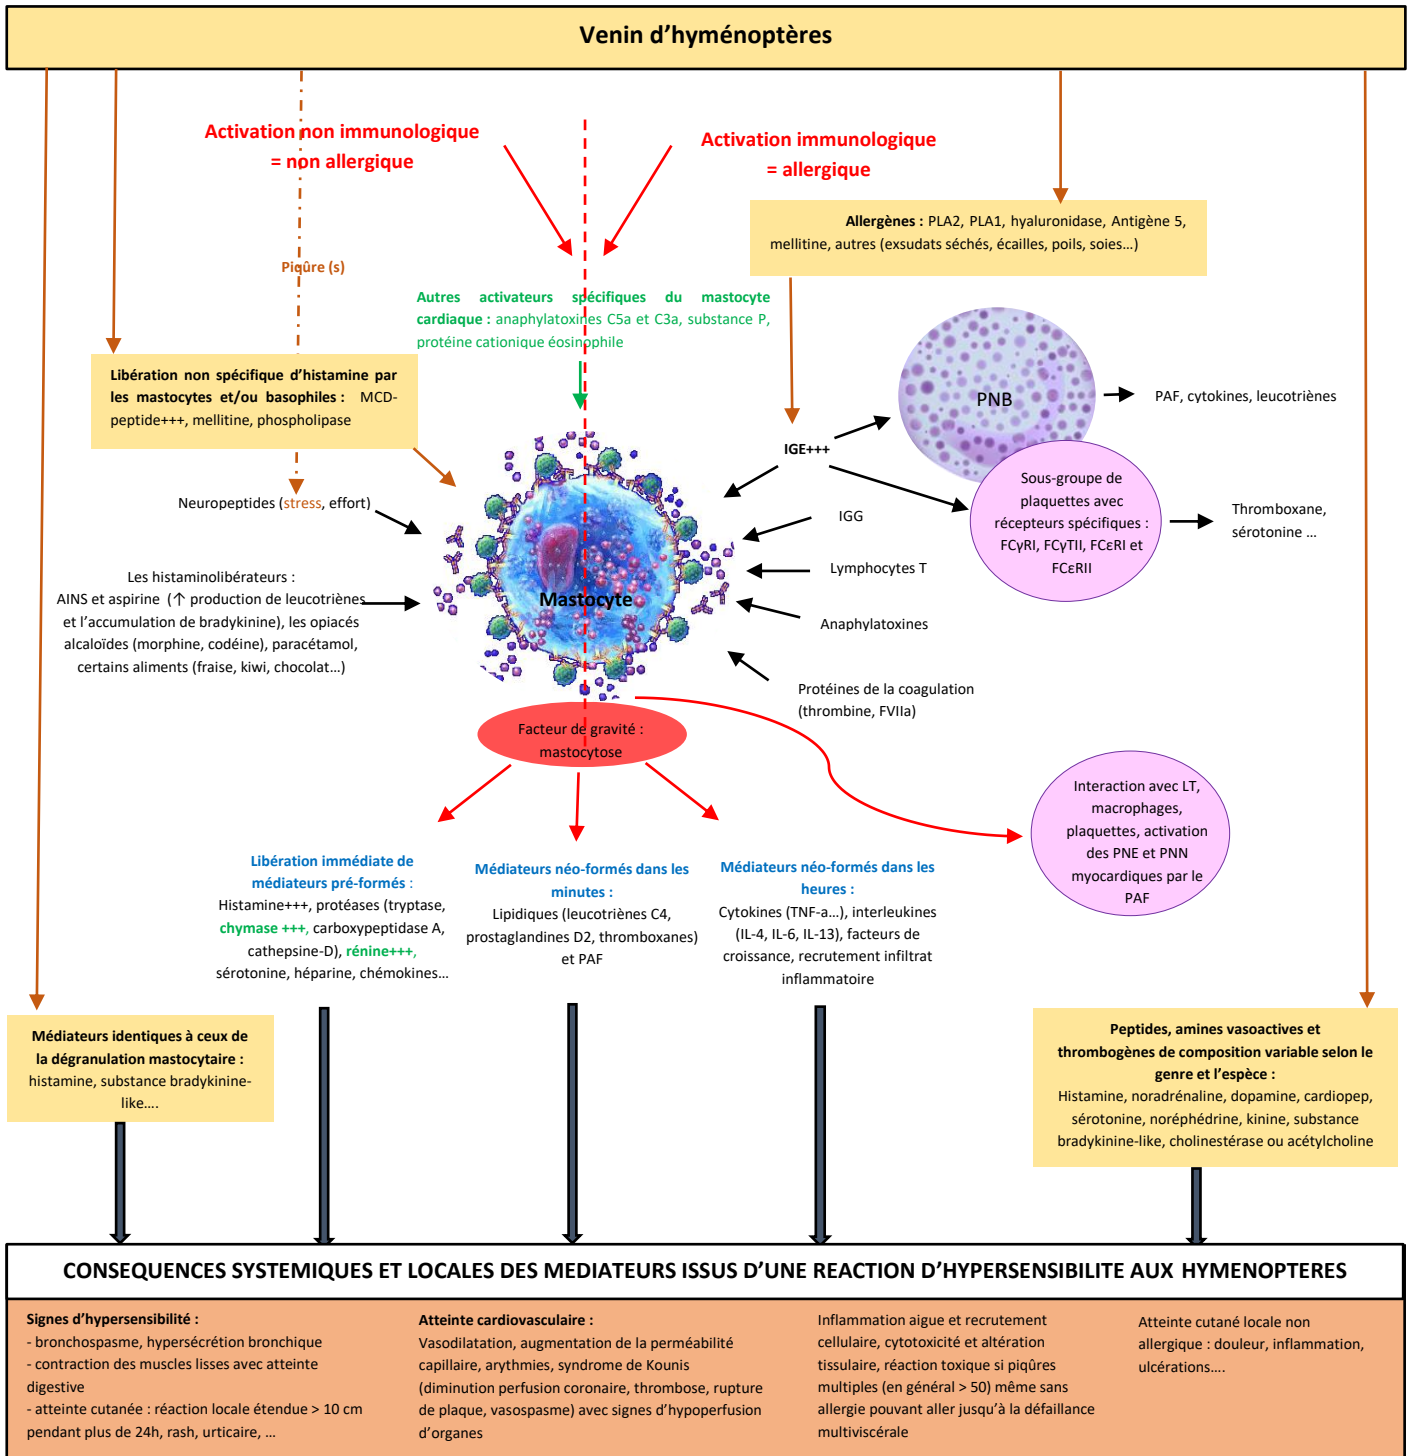 Venin d'hyménoptères
Activation non immunologique
= non allergique
Activation immunologique
= allergique
Allergènes : PLA2, PLA1, hyaluronidase, Antigène 5,
mellitine, autres (exsudats séchés, écailles, poils, soies…)
Piqûre (s)
Autres activateurs spécifiques du mastocyte
cardiaque : anaphylatoxines C5a et C3a, substance P,
protéine cationique éosinophile
Libération non spécifique d'histamine par
les mastocytes et/ou basophiles : MCD-
peptide+++, mellitine, phospholipase
PNB
PAF, cytokines, leucotriènes
IGE+++
Sous-groupe de
plaquettes avec
récepteurs spécifiques :
FCγRI, FCγTII, FCεRI et
FCεRII
Thromboxane,
sérotonine …
Neuropeptides (stress, effort)
IGG
Lymphocytes T
Anaphylatoxines
Protéines de la coagulation
(thrombine, FVIIa)
Les histaminolibérateurs :
AINS et aspirine (↑ production de leucotriènes
et l'accumulation de bradykinine), les opiacés
alcaloïdes (morphine, codéine), paracétamol,
certains aliments (fraise, kiwi, chocolat…)
Mastocyte
Facteur de gravité :
mastocytose
Interaction avec LT,
macrophages,
plaquettes, activation
des PNE et PNN
myocardiques par le
PAF
Libération immédiate de
médiateurs pré-formés :
Histamine+++, protéases (tryptase,
chymase +++, carboxypeptidase A,
cathepsine-D), rénine+++,
sérotonine, héparine, chémokines…
Médiateurs néo-formés dans les
minutes :
Lipidiques (leucotriènes C4,
prostaglandines D2, thromboxanes)
et PAF
Médiateurs néo-formés dans les
heures :
Cytokines (TNF-a…), interleukines
(IL-4, IL-6, IL-13), facteurs de
croissance, recrutement infiltrat
inflammatoire
Médiateurs identiques à ceux de
la dégranulation mastocytaire :
histamine, substance bradykinine-
like….
Peptides, amines vasoactives et
thrombogènes de composition variable selon le
genre et l'espèce :
Histamine, noradrénaline, dopamine, cardiopep,
sérotonine, noréphédrine, kinine, substance
bradykinine-like, cholinestérase ou acétylcholine
CONSEQUENCES SYSTEMIQUES ET LOCALES DES MEDIATEURS ISSUS D'UNE REACTION D'HYPERSENSIBILITE AUX HYMENOPTERES
Signes d'hypersensibilité :
- bronchospasme, hypersécrétion bronchique
- contraction des muscles lisses avec atteinte
digestive
- atteinte cutanée : réaction locale étendue > 10 cm
pendant plus de 24h, rash, urticaire, …
Atteinte cardiovasculaire :
Vasodilatation, augmentation de la perméabilité
capillaire, arythmies, syndrome de Kounis
(diminution perfusion coronaire, thrombose, rupture
de plaque, vasospasme) avec signes d'hypoperfusion
d'organes
Inflammation aigue et recrutement
cellulaire, cytotoxicité et altération
tissulaire, réaction toxique si piqûres
multiples (en général > 50) même sans
allergie pouvant aller jusqu'à la défaillance
multiviscérale
Atteinte cutané locale non
allergique : douleur, inflammation,
ulcérations….